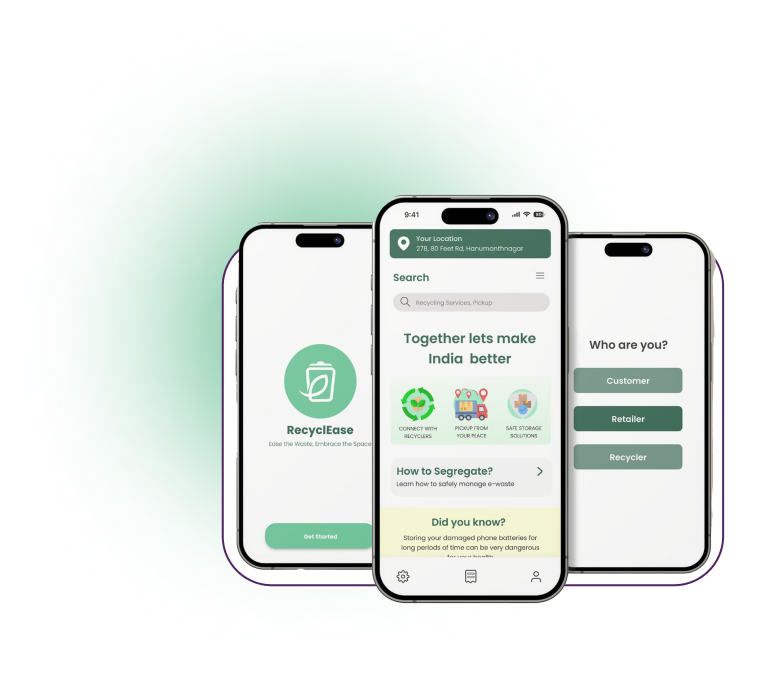 RecyclEase
Ease the Waste, Embrace the Space
Get Started
9:41
Your Location
278, 80 Feet Rd, Hanumanthnagar
Search
Recycling Services, Pickup
Together lets make
India better
CONNECT WITH
RECYCLERS
PICKUP FROM
YOUR PLACE
SAFE STORAGE
SOLUTIONS
How to Segregate?
Learn how to safely manage e-waste
Did you know?
Storing your damaged phone batteries for
long periods of time can be very dangerous
for your health
Who are you?
Customer
Retailer
Recycler